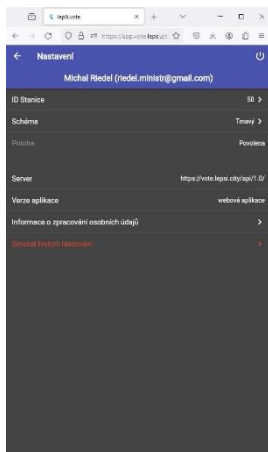 lepší.vote
https://app.vote.lepsi.cit
Nastavení
Michal Riedel (riedel.ministr@gmail.com)
ID Stanice 50
Schéma Tmavý
Poloha Povolena
Server https://vote.lepsi.city/api/1.0/
Verze aplikace webová aplikace
Informace o zpracování osobních údajů
Smazat historii hlasování